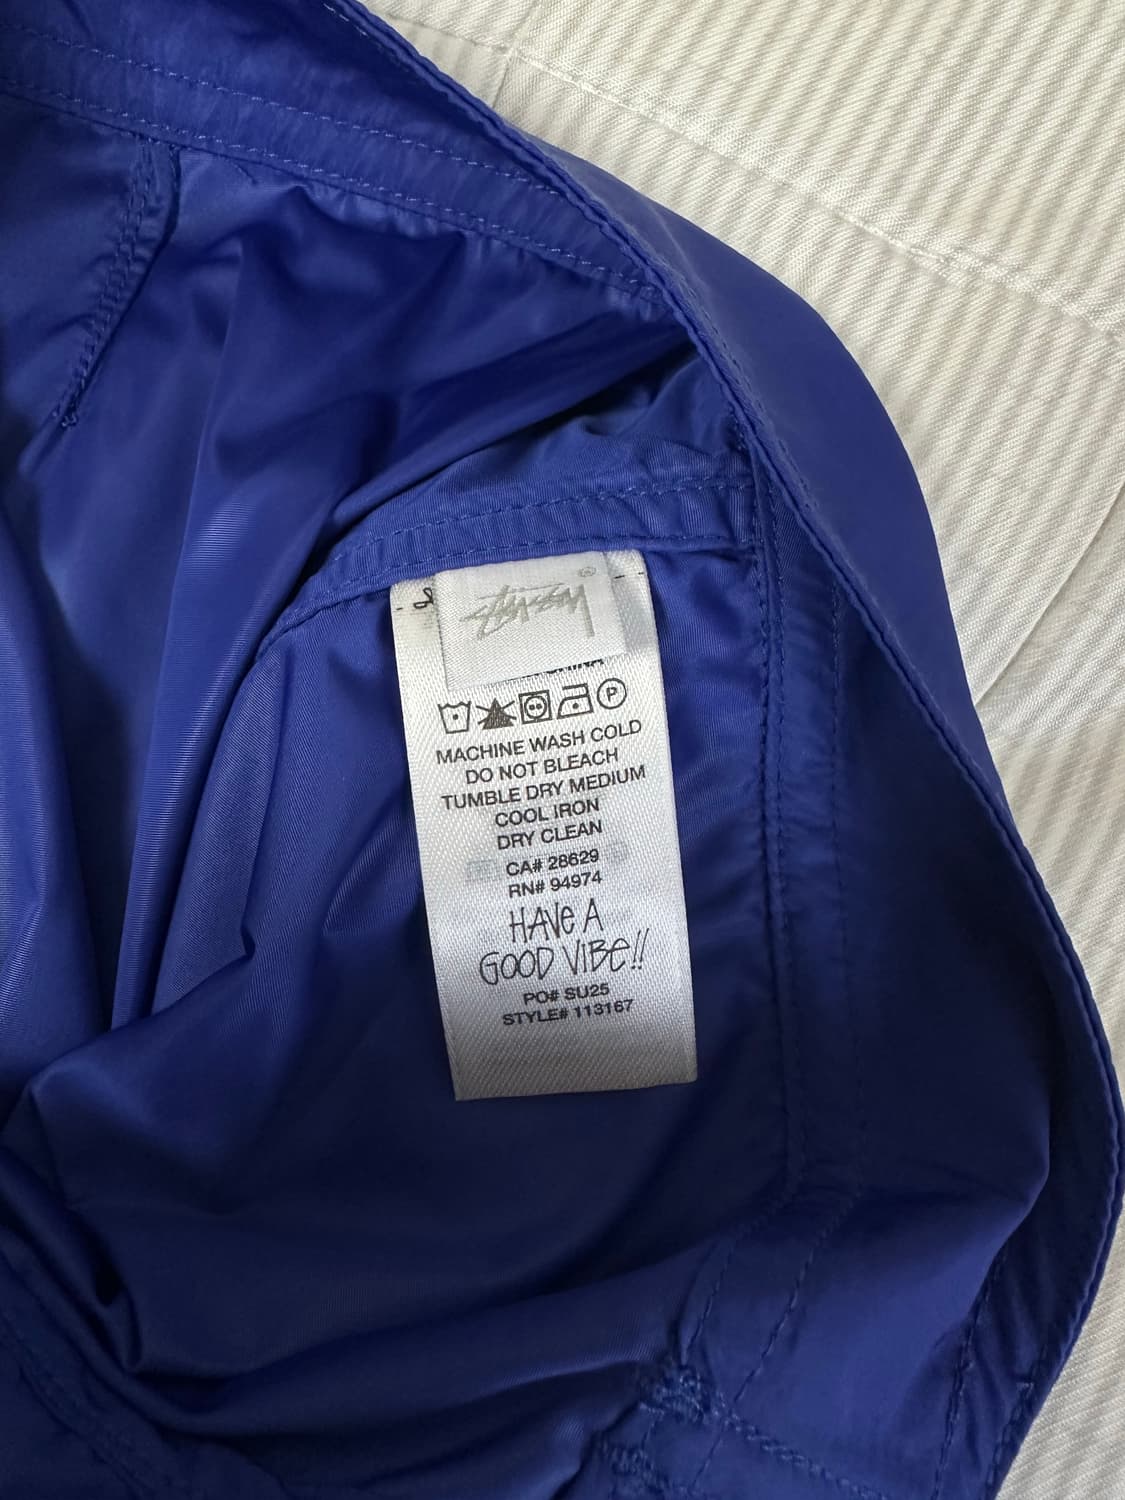 STÜSSY
MACHINE WASH COLD
DO NOT BLEACH
TUMBLE DRY MEDIUM
COOL IRON
DRY CLEAN
CA# 28629
RN# 94974
HAVE A
GOOD VIBE!!
PO# SU25
STYLE# 113167